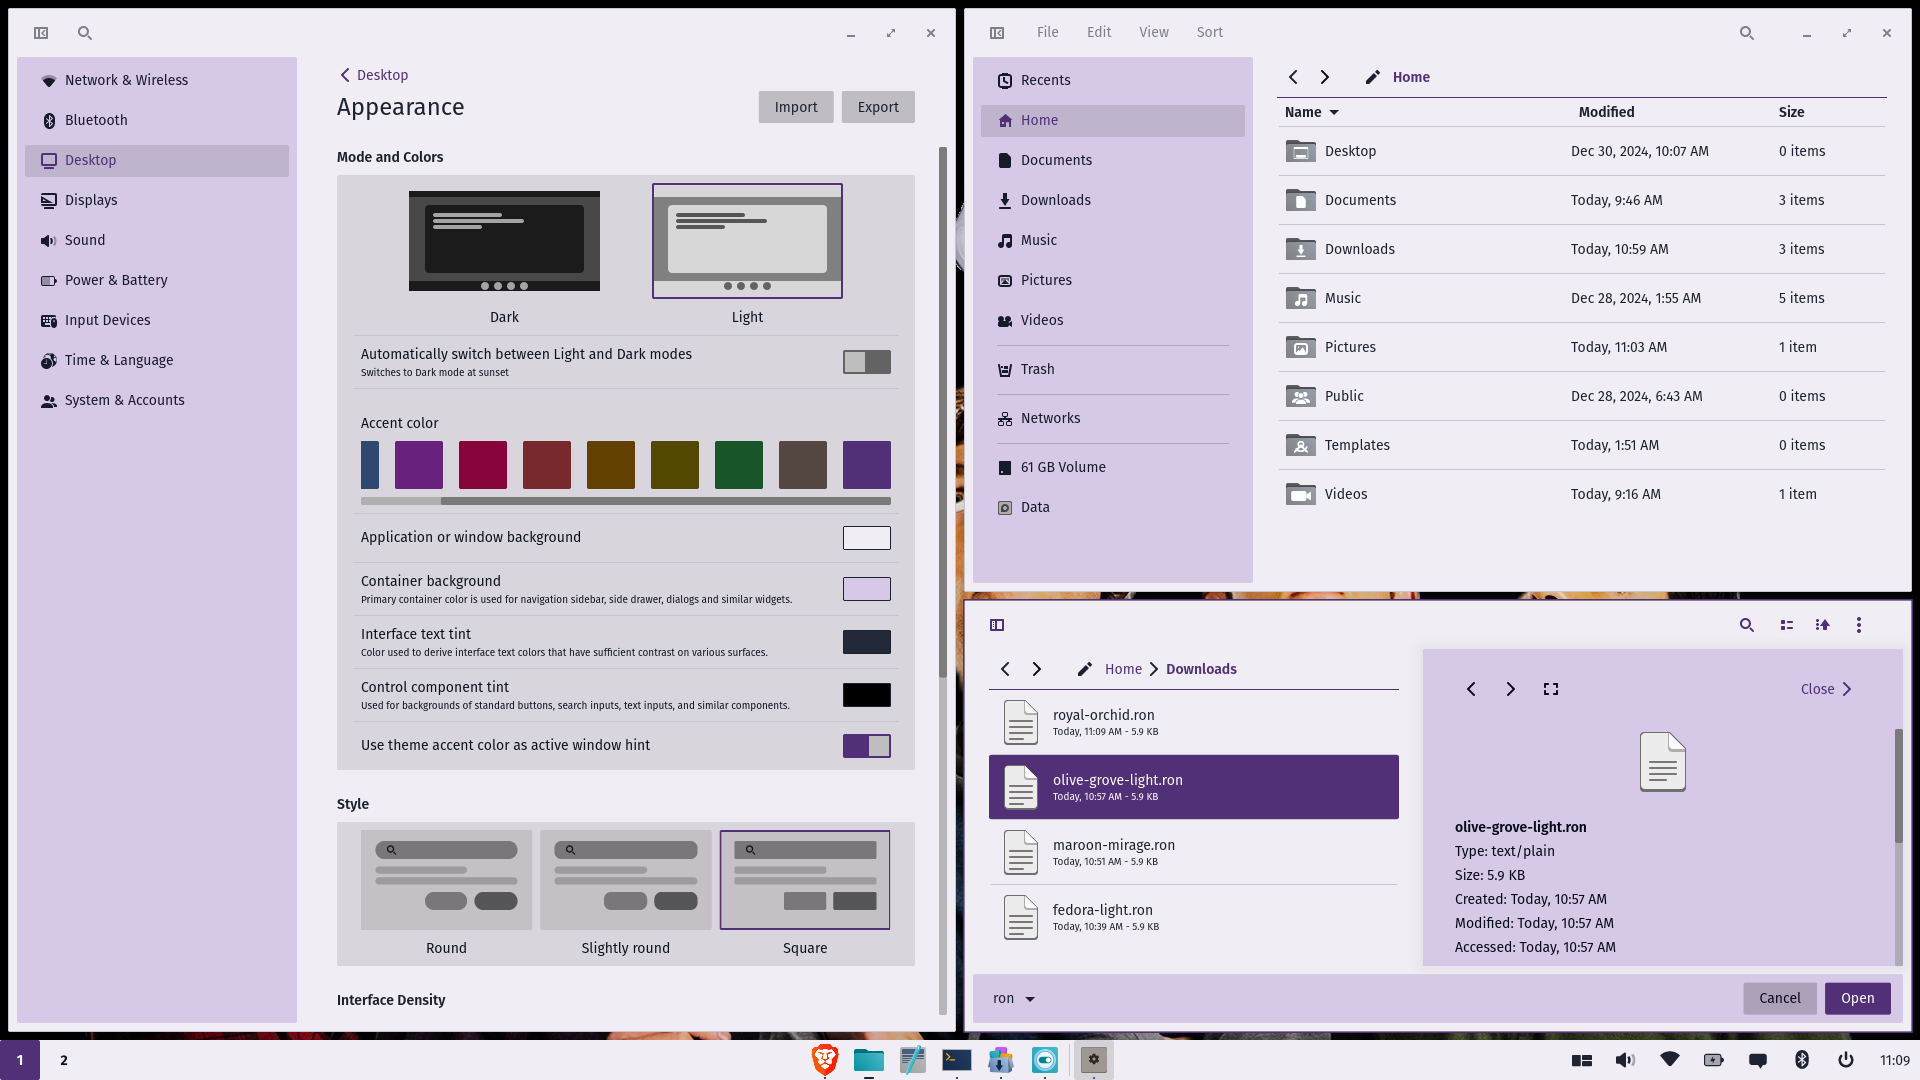 Network & Wireless
Bluetooth
Desktop
Displays
Sound
Power & Battery
Input Devices
Time & Language
System & Accounts
Desktop
Appearance
Import
Export
Mode and Colors
Dark
Light
Automatically switch between Light and Dark modes
Switches to Dark mode at sunset
Accent color
Application or window background
Container background
Primary container color is used for navigation sidebar, side drawer, dialogs and similar widgets.
Interface text tint
Color used to derive interface text colors that have sufficient contrast on various surfaces.
Control component tint
Used for backgrounds of standard buttons, search inputs, text inputs, and similar components.
Use theme accent color as active window hint
Style
Round
Slightly round
Square
Interface Density
File Edit View Sort
Recents
Home
Documents
Downloads
Music
Pictures
Videos
Trash
Networks
61 GB Volume
Data
Home
Name Modified Size
Desktop Dec 30, 2024, 10:07 AM 0 items
Documents Today, 9:46 AM 3 items
Downloads Today, 10:59 AM 3 items
Music Dec 28, 2024, 1:55 AM 5 items
Pictures Today, 11:03 AM 1 item
Public Dec 28, 2024, 6:43 AM 0 items
Templates Today, 1:51 AM 0 items
Videos Today, 9:16 AM 1 item
Home Downloads
royal-orchid.ron
Today, 11:09 AM - 5.9 KB
olive-grove-light.ron
Today, 10:57 AM - 5.9 KB
maroon-mirage.ron
Today, 10:51 AM - 5.9 KB
fedora-light.ron
Today, 10:39 AM - 5.9 KB
Close
olive-grove-light.ron
Type: text/plain
Size: 5.9 KB
Created: Today, 10:57 AM
Modified: Today, 10:57 AM
Accessed: Today, 10:57 AM
ron
Cancel
Open
1 2
11:09